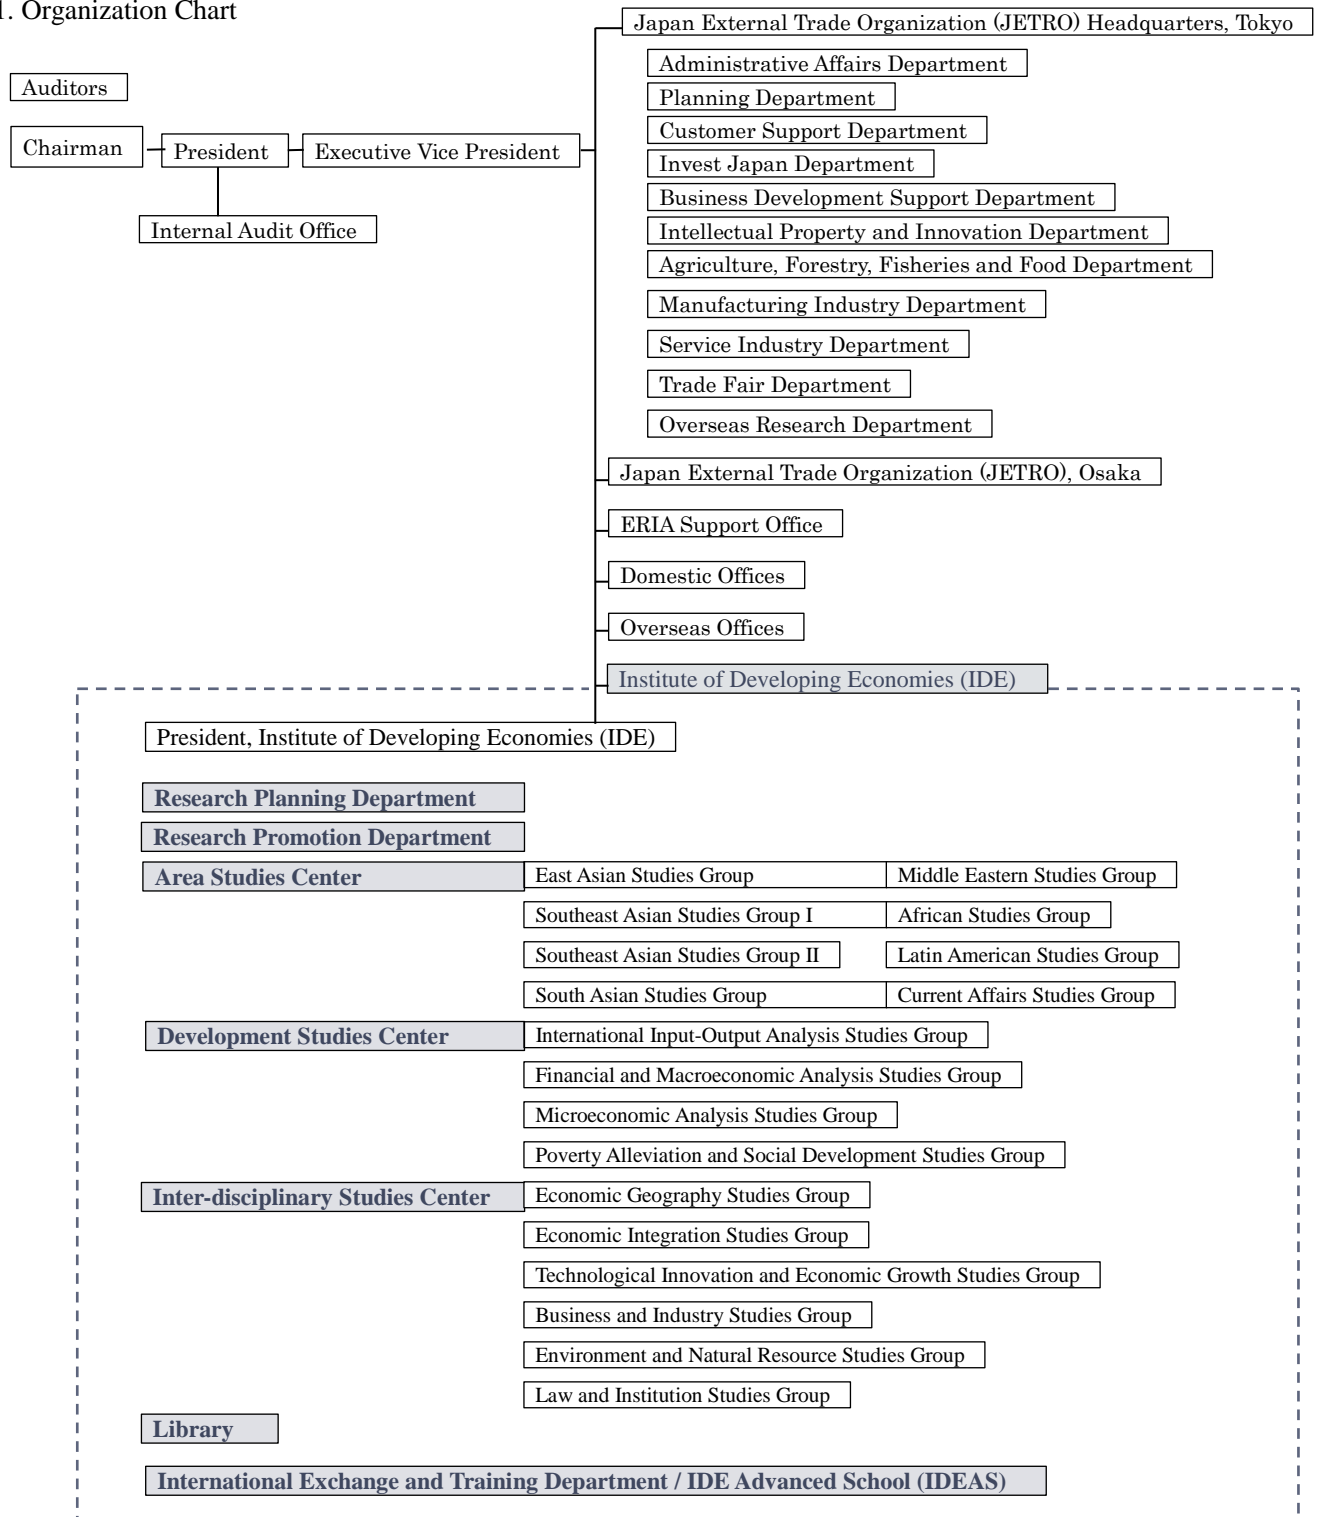 1. Organization Chart
Japan External Trade Organization (JETRO) Headquarters, Tokyo
Administrative Affairs Department
Auditors
Planning Department
Customer Support Department
Chairman
President
Executive Vice President
Invest Japan Department
Business Development Support Department
Internal Audit Office
Intellectual Property and Innovation Department
Agriculture, Forestry, Fisheries and Food Department
Manufacturing Industry Department
Service Industry Department
Trade Fair Department
Overseas Research Department
Japan External Trade Organization (JETRO), Osaka
ERIA Support Office
Domestic Offices
Overseas Offices
Institute of Developing Economies (IDE)
President, Institute of Developing Economies (IDE)
Research Planning Department
Research Promotion Department
Area Studies Center
East Asian Studies Group
Middle Eastern Studies Group
Southeast Asian Studies Group I
African Studies Group
Southeast Asian Studies Group II
Latin American Studies Group
South Asian Studies Group
Current Affairs Studies Group
Development Studies Center
International Input-Output Analysis Studies Group
Financial and Macroeconomic Analysis Studies Group
Microeconomic Analysis Studies Group
Poverty Alleviation and Social Development Studies Group
Inter-disciplinary Studies Center
Economic Geography Studies Group
Economic Integration Studies Group
Technological Innovation and Economic Growth Studies Group
Business and Industry Studies Group
Environment and Natural Resource Studies Group
Law and Institution Studies Group
Library
International Exchange and Training Department / IDE Advanced School (IDEAS)